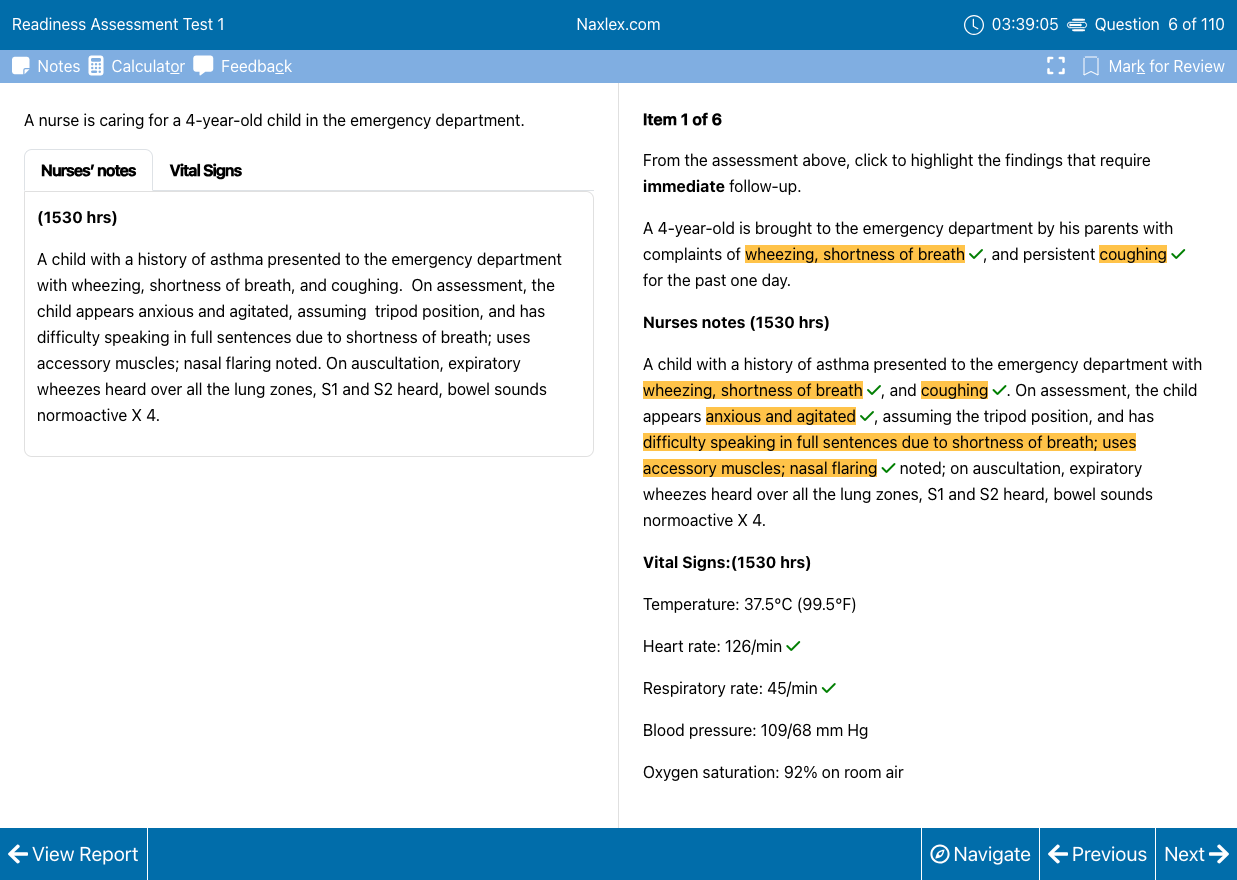 Readiness Assessment Test 1
Naxlex.com
03:39:05
Question 6 of 110
Notes
Calculator
Feedback
Mark for Review
A nurse is caring for a 4-year-old child in the emergency department.
Nurses’ notes
Vital Signs
(1530 hrs)
A child with a history of asthma presented to the emergency department
with wheezing, shortness of breath, and coughing. On assessment, the
child appears anxious and agitated, assuming tripod position, and has
difficulty speaking in full sentences due to shortness of breath; uses
accessory muscles; nasal flaring noted. On auscultation, expiratory
wheezes heard over all the lung zones, S1 and S2 heard, bowel sounds
normoactive X 4.
Item 1 of 6
From the assessment above, click to highlight the findings that require
immediate follow-up.
A 4-year-old is brought to the emergency department by his parents with
complaints of wheezing, shortness of breath, and persistent coughing
for the past one day.
Nurses notes (1530 hrs)
A child with a history of asthma presented to the emergency department with
wheezing, shortness of breath, and coughing. On assessment, the child
appears anxious and agitated, assuming the tripod position, and has
difficulty speaking in full sentences due to shortness of breath; uses
accessory muscles; nasal flaring noted; on auscultation, expiratory
wheezes heard over all the lung zones, S1 and S2 heard, bowel sounds
normoactive X 4.
Vital Signs:(1530 hrs)
Temperature: 37.5°C (99.5°F)
Heart rate: 126/min
Respiratory rate: 45/min
Blood pressure: 109/68 mm Hg
Oxygen saturation: 92% on room air
View Report
Navigate
Previous
Next